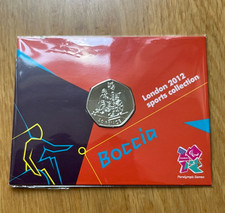 London 2012
sports collection
Boccia
Paralympic Games